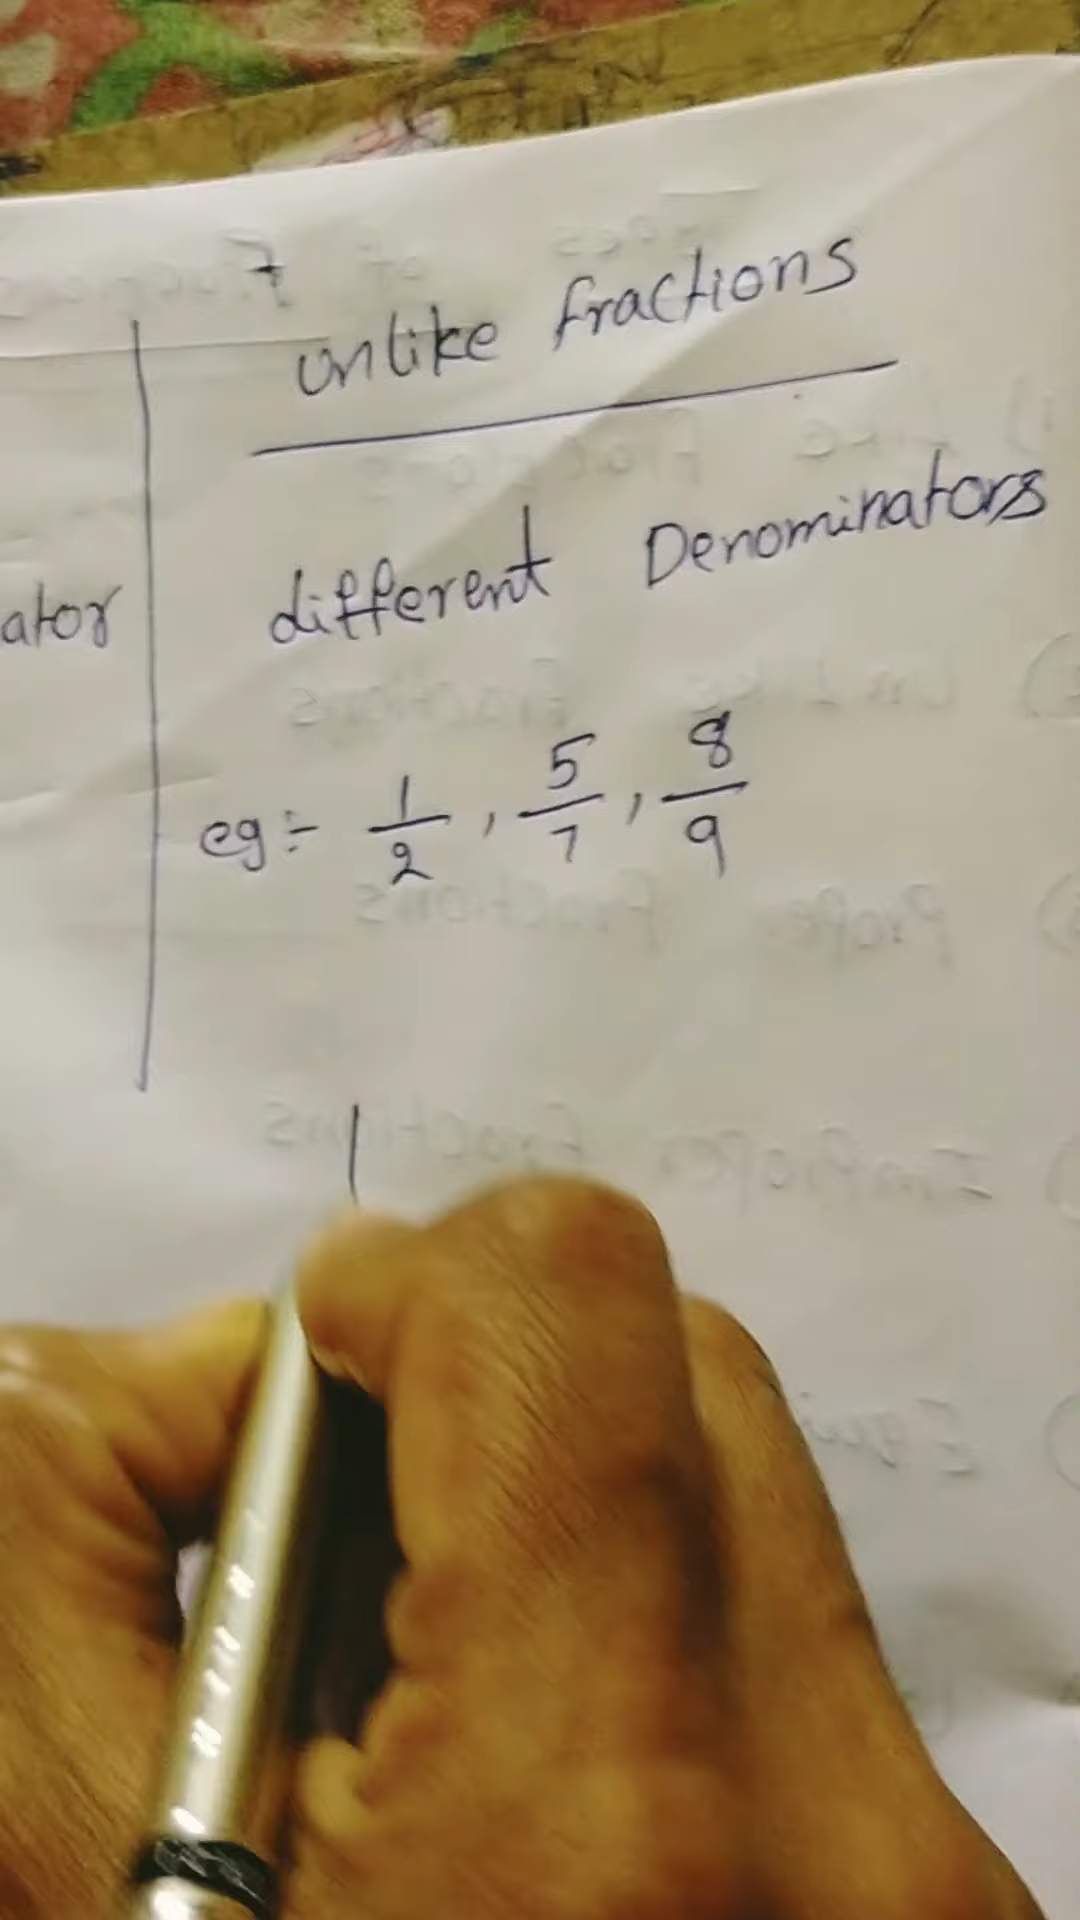 unlike fractions
different Denominators
ator
eg:- 1/2, 5/7, 8/9